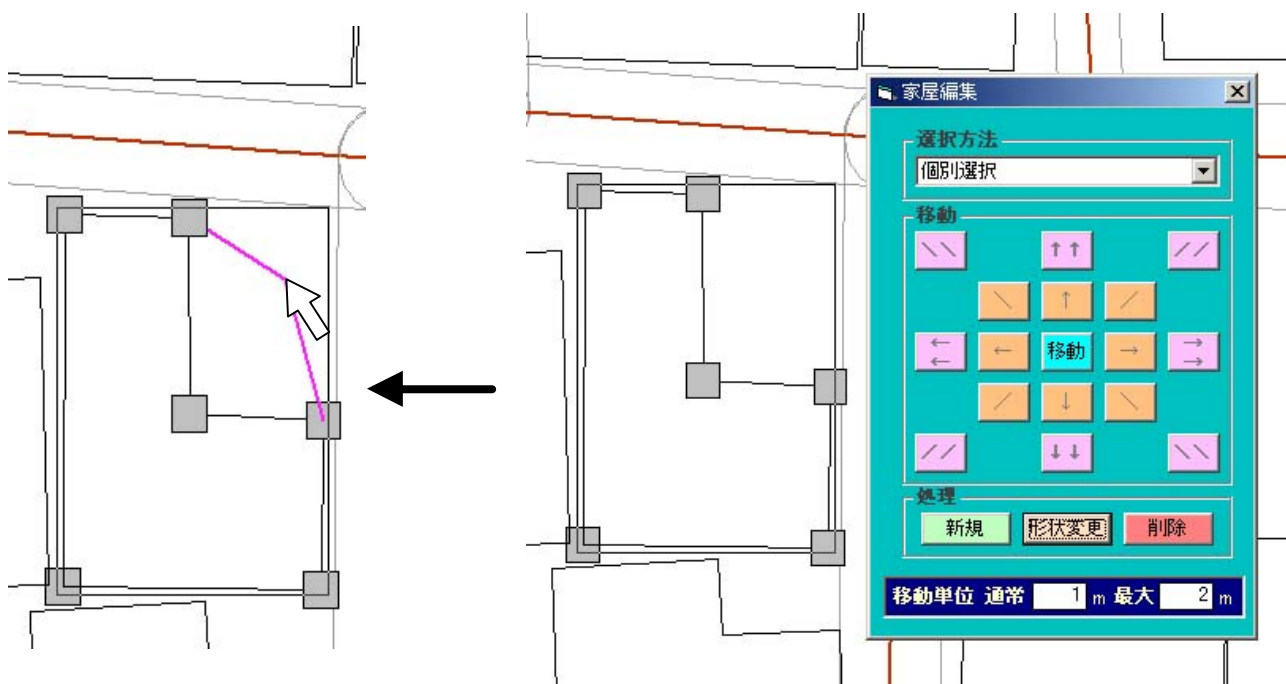 家屋編集
選択方法
個別選択
移動
↖↖ ↑↑ ↗↗
↖ ↑ ↗
←← ← 移動 → →→
↙ ↓ ↘
↙↙ ↓↓ ↘↘
処理
新規 形状変更 削除
移動単位 通常 1 m 最大 2 m